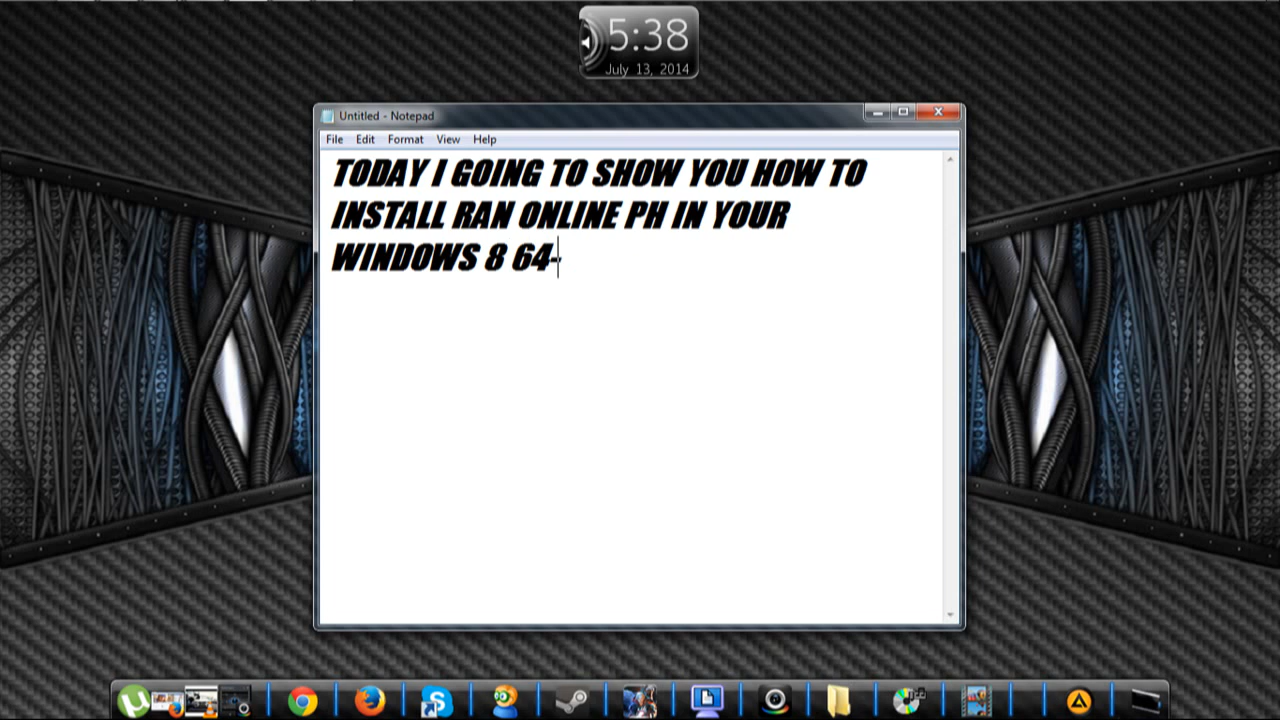 5:38
July 13, 2014
Untitled - Notepad
File Edit Format View Help
TODAY I GOING TO SHOW YOU HOW TO
INSTALL RAN ONLINE PH IN YOUR
WINDOWS 8 64-